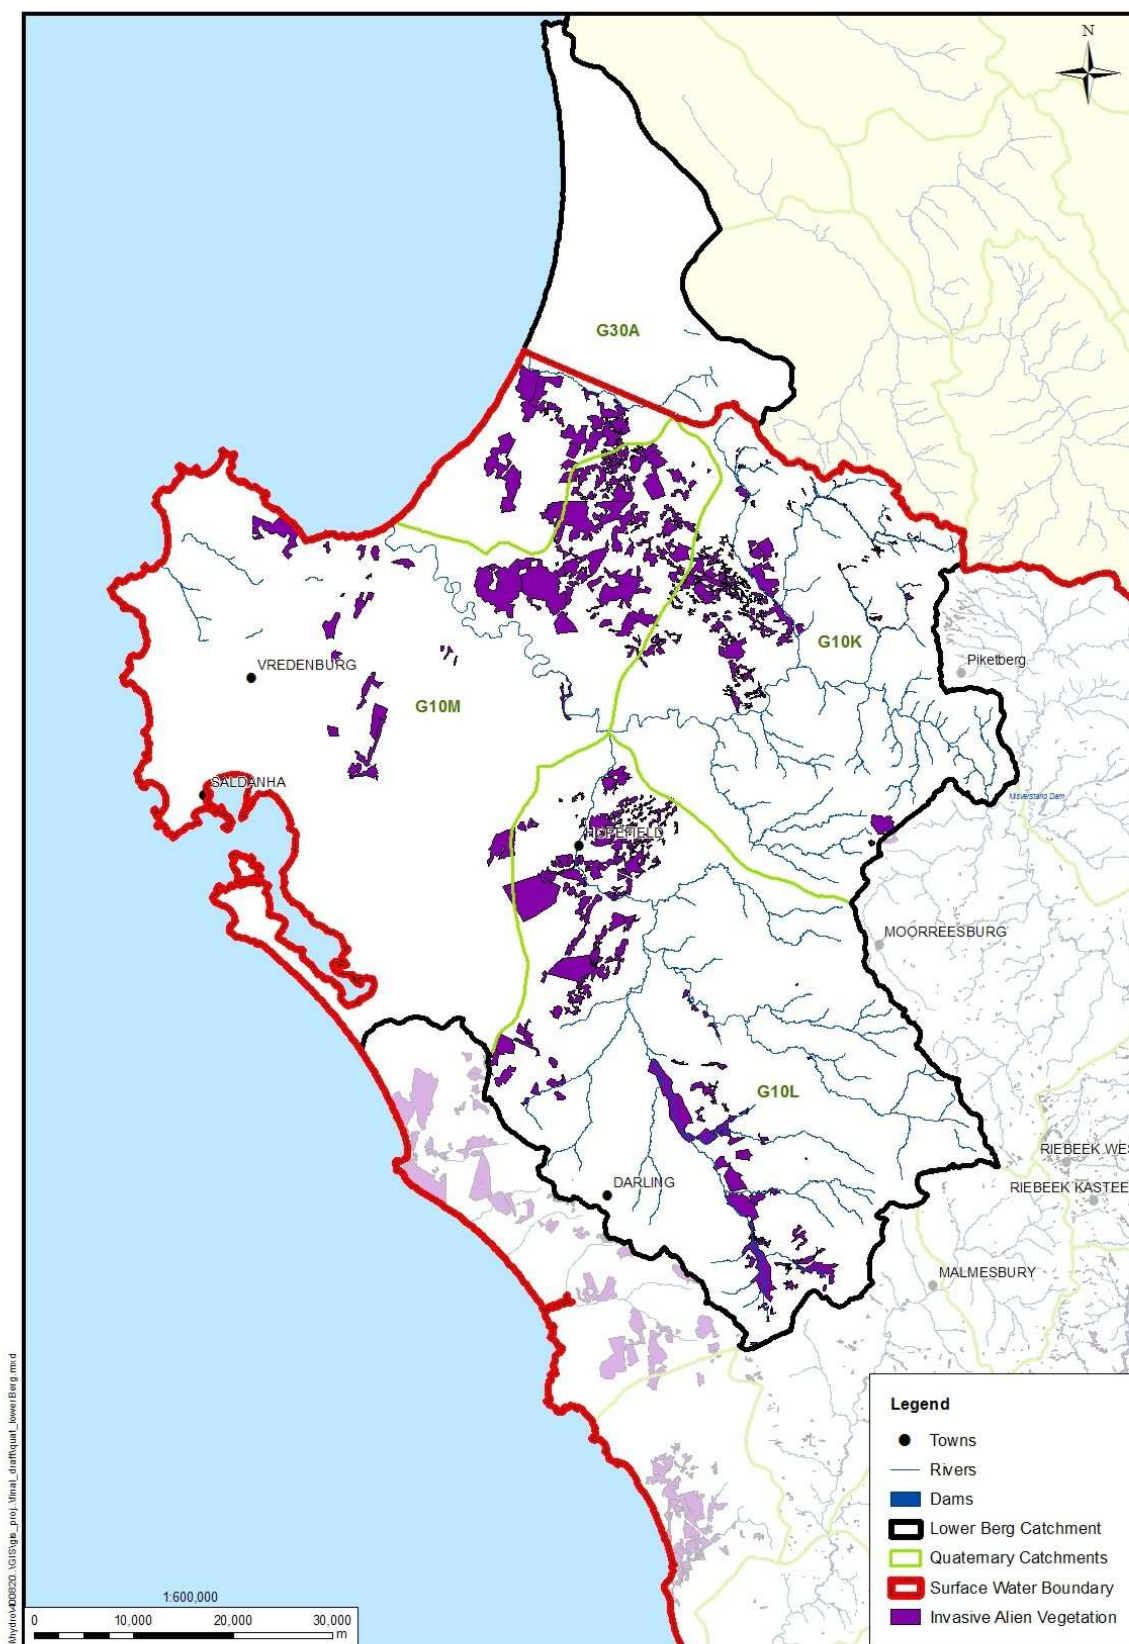 N
G30A
G10K
VREDENBURG
Piketberg
G10M
SALDANHA
Misverstand Dam
HOPEFIELD
MOORREESBURG
G10L
RIEBEEK WES
DARLING
RIEBEEK KASTEE
MALMESBURY
Legend
Towns
Rivers
Dams
Lower Berg Catchment
Quaternary Catchments
Surface Water Boundary
Invasive Alien Vegetation
1:600,000
0 10,000 20,000 30,000
m